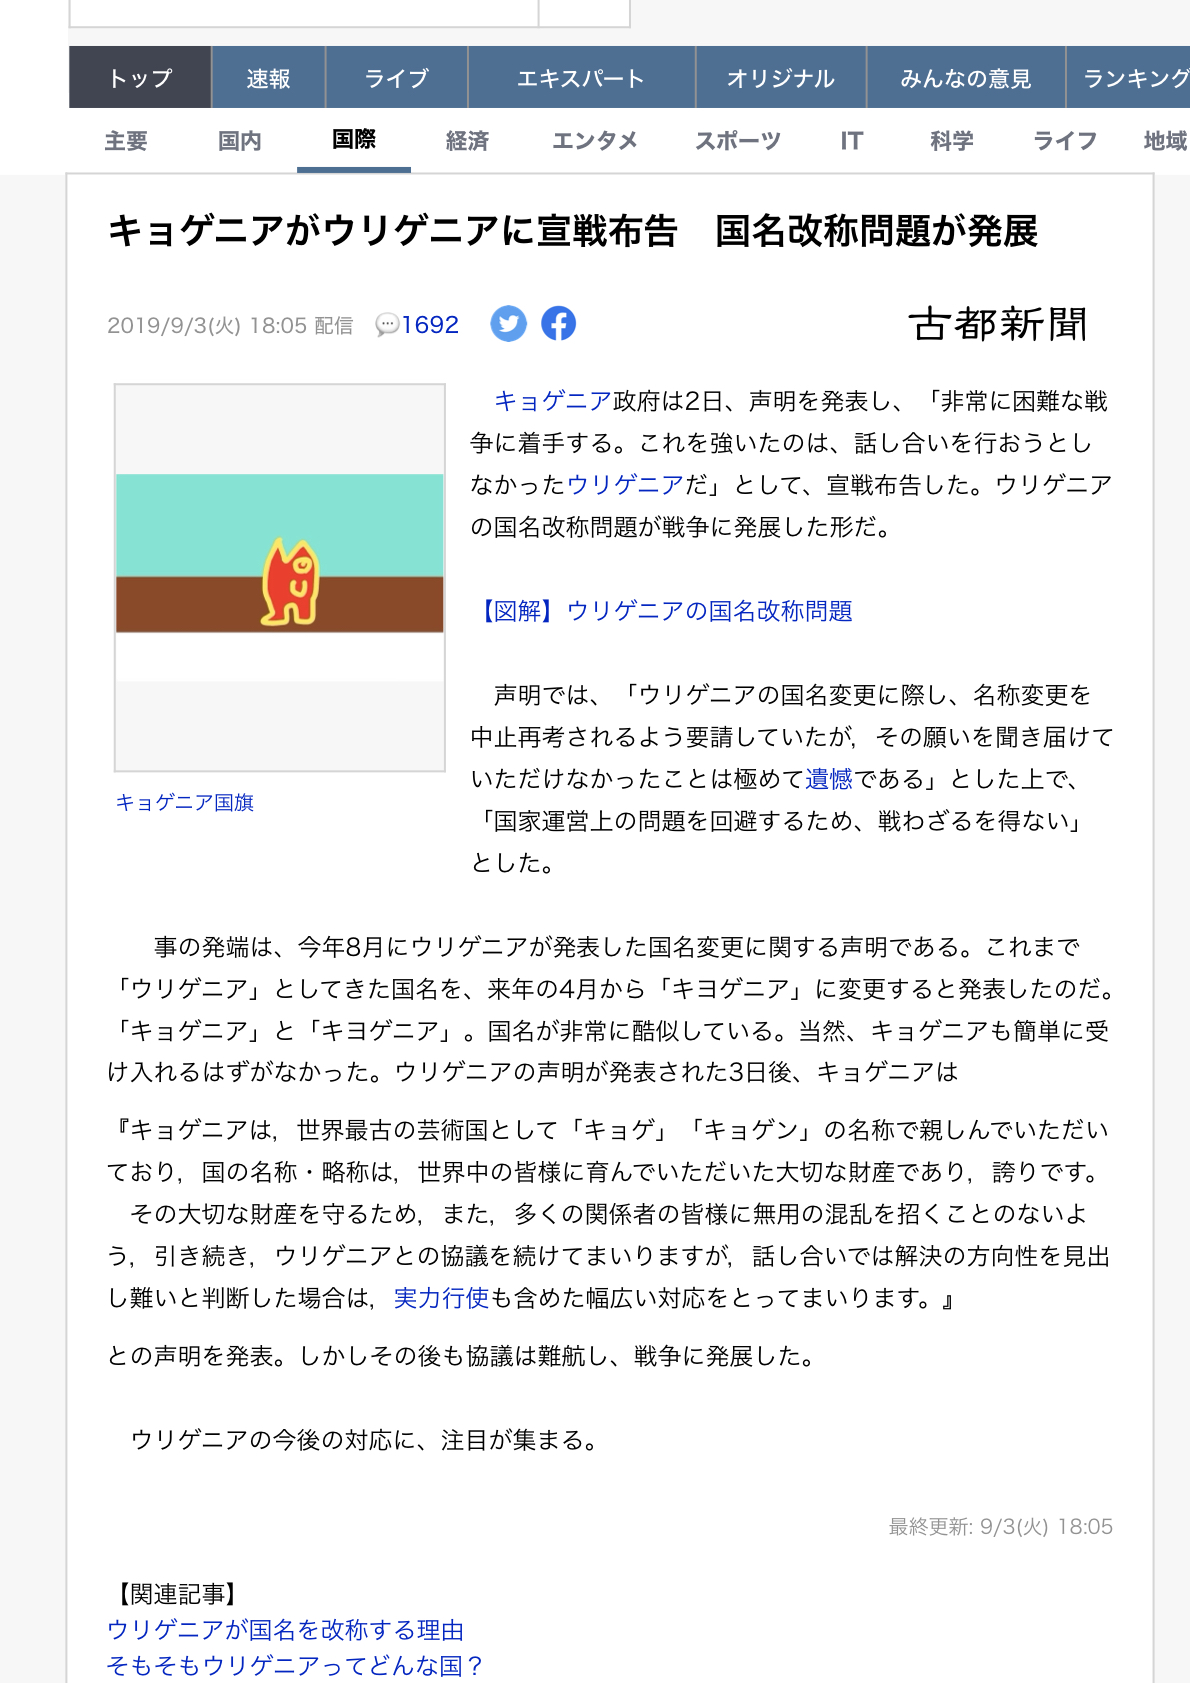 トップ 速報 ライブ エキスパート オリジナル みんなの意見 ランキング
主要 国内 国際 経済 エンタメ スポーツ IT 科学 ライフ 地域
キョゲニアがウリゲニアに宣戦布告　国名改称問題が発展
2019/9/3(火) 18:05 配信 1692
古都新聞
キョゲニア政府は2日、声明を発表し、「非常に困難な戦
争に着手する。これを強いたのは、話し合いを行おうとし
なかったウリゲニアだ」として、宣戦布告した。ウリゲニア
の国名改称問題が戦争に発展した形だ。
【図解】ウリゲニアの国名改称問題
声明では、「ウリゲニアの国名変更に際し、名称変更を
中止再考されるよう要請していたが，その願いを聞き届けて
いただけなかったことは極めて遺憾である」とした上で、
「国家運営上の問題を回避するため、戦わざるを得ない」
とした。
キョゲニア国旗
事の発端は、今年8月にウリゲニアが発表した国名変更に関する声明である。これまで
「ウリゲニア」としてきた国名を、来年の4月から「キヨゲニア」に変更すると発表したのだ。
「キョゲニア」と「キヨゲニア」。国名が非常に酷似している。当然、キョゲニアも簡単に受
け入れるはずがなかった。ウリゲニアの声明が発表された3日後、キョゲニアは
『キョゲニアは，世界最古の芸術国として「キョゲ」「キョゲン」の名称で親しんでいただい
ており，国の名称・略称は，世界中の皆様に育んでいただいた大切な財産であり，誇りです。
その大切な財産を守るため，また，多くの関係者の皆様に無用の混乱を招くことのないよ
う，引き続き，ウリゲニアとの協議を続けてまいりますが，話し合いでは解決の方向性を見出
し難いと判断した場合は，実力行使も含めた幅広い対応をとってまいります。』
との声明を発表。しかしその後も協議は難航し、戦争に発展した。
ウリゲニアの今後の対応に、注目が集まる。
最終更新: 9/3(火) 18:05
【関連記事】
ウリゲニアが国名を改称する理由
そもそもウリゲニアってどんな国？